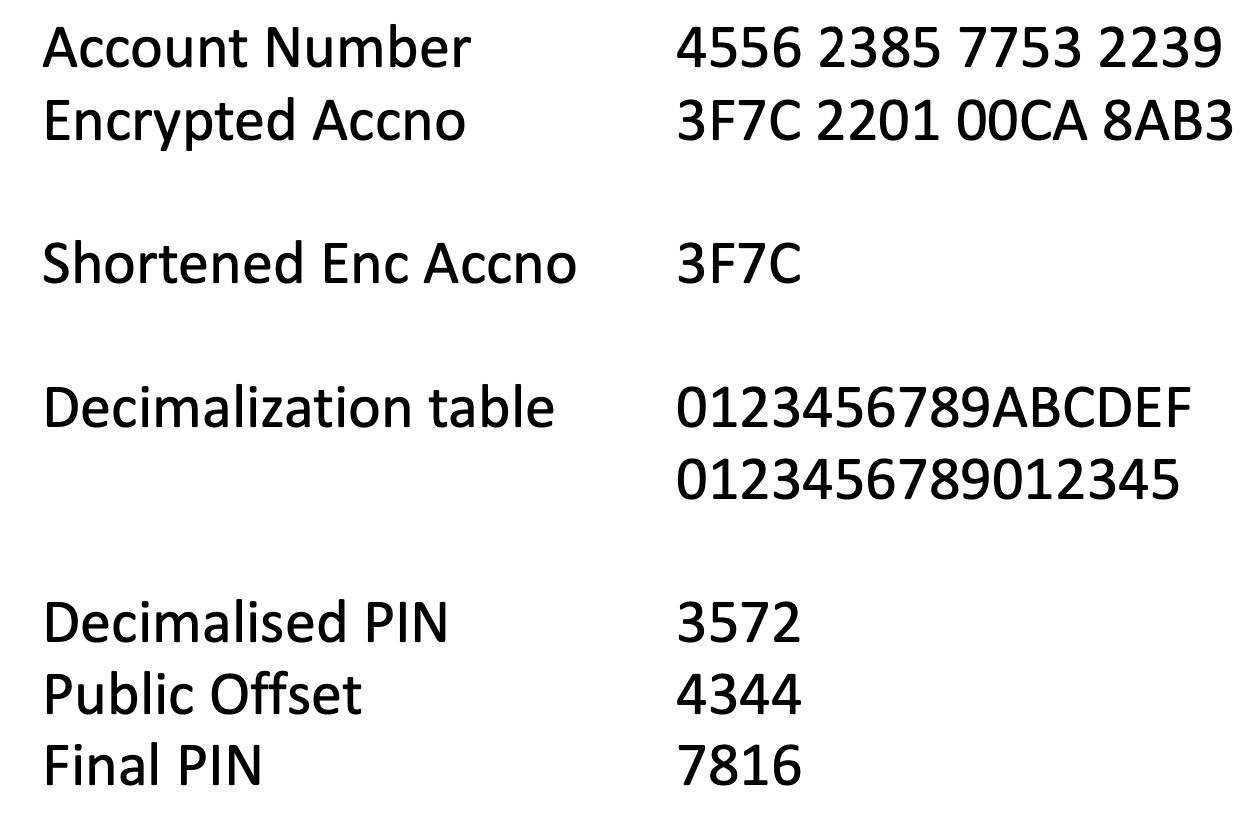 Account Number 4556 2385 7753 2239
Encrypted Accno 3F7C 2201 00CA 8AB3
Shortened Enc Accno 3F7C
Decimalization table 0123456789ABCDEF
0123456789012345
Decimalised PIN 3572
Public Offset 4344
Final PIN 7816